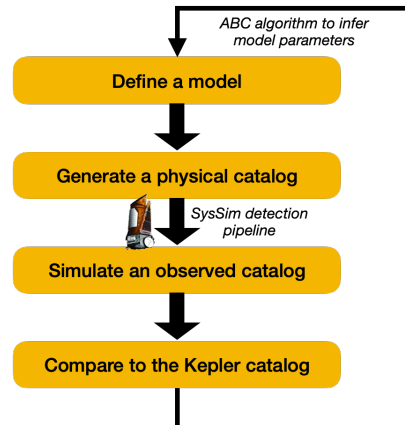 ABC algorithm to infer
model parameters
Define a model
Generate a physical catalog
SysSim detection
pipeline
Simulate an observed catalog
Compare to the Kepler catalog